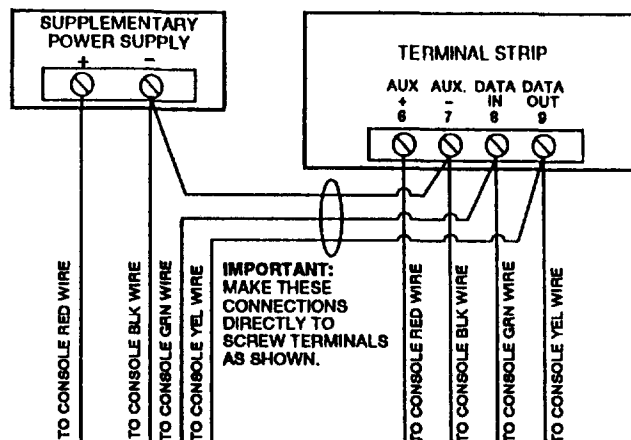 SUPPLEMENTARY
POWER SUPPLY
+ −
TERMINAL STRIP
AUX AUX. DATA DATA
+ − IN OUT
6 7 8 9
IMPORTANT:
MAKE THESE
CONNECTIONS
DIRECTLY TO
SCREW TERMINALS
AS SHOWN.
TO CONSOLE RED WIRE
TO CONSOLE BLK WIRE
TO CONSOLE GRN WIRE
TO CONSOLE YEL WIRE
TO CONSOLE RED WIRE
TO CONSOLE BLK WIRE
TO CONSOLE GRN WIRE
TO CONSOLE YEL WIRE